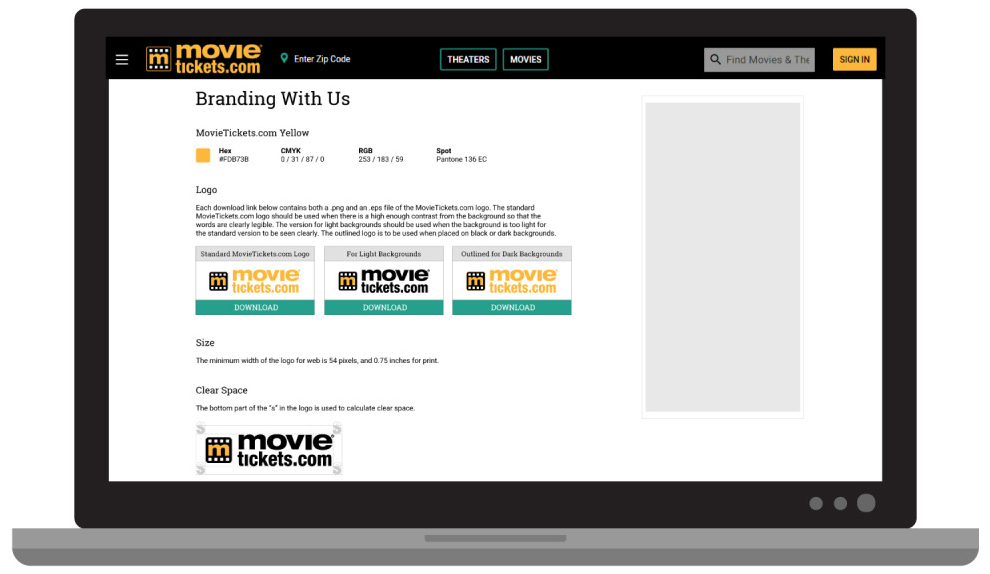 movie tickets.com Enter Zip Code THEATERS MOVIES Find Movies & The SIGN IN
Branding With Us
MovieTickets.com Yellow
Hex CMYK RGB Spot
#FDB73B 0 / 31 / 87 / 0 253 / 183 / 59 Pantone 136 EC
Logo
Each download link below contains both a .png and an .eps file of the MovieTickets.com logo. The standard
MovieTickets.com logo should be used when there is a high enough contrast from the background so that the
words are clearly legible. The version for light backgrounds should be used when the background is too light for
the standard version to be seen clearly. The outlined logo is to be used when placed on black or dark backgrounds.
Standard MovieTickets.com Logo For Light Backgrounds Outlined for Dark Backgrounds
m movie m movie m movie
tickets.com tickets.com tickets.com
DOWNLOAD DOWNLOAD DOWNLOAD
Size
The minimum width of the logo for web is 54 pixels, and 0.75 inches for print.
Clear Space
The bottom part of the "s" in the logo is used to calculate clear space.
m movie
tickets.com